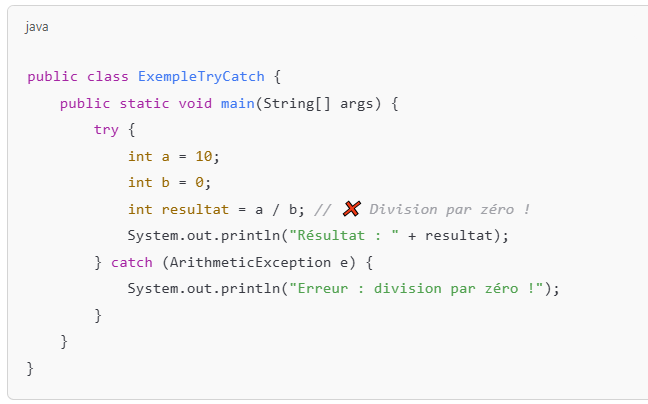 java
public class ExempleTryCatch {
    public static void main(String[] args) {
        try {
            int a = 10;
            int b = 0;
            int resultat = a / b; // ❌ Division par zéro !
            System.out.println("Résultat : " + resultat);
        } catch (ArithmeticException e) {
            System.out.println("Erreur : division par zéro !");
        }
    }
}